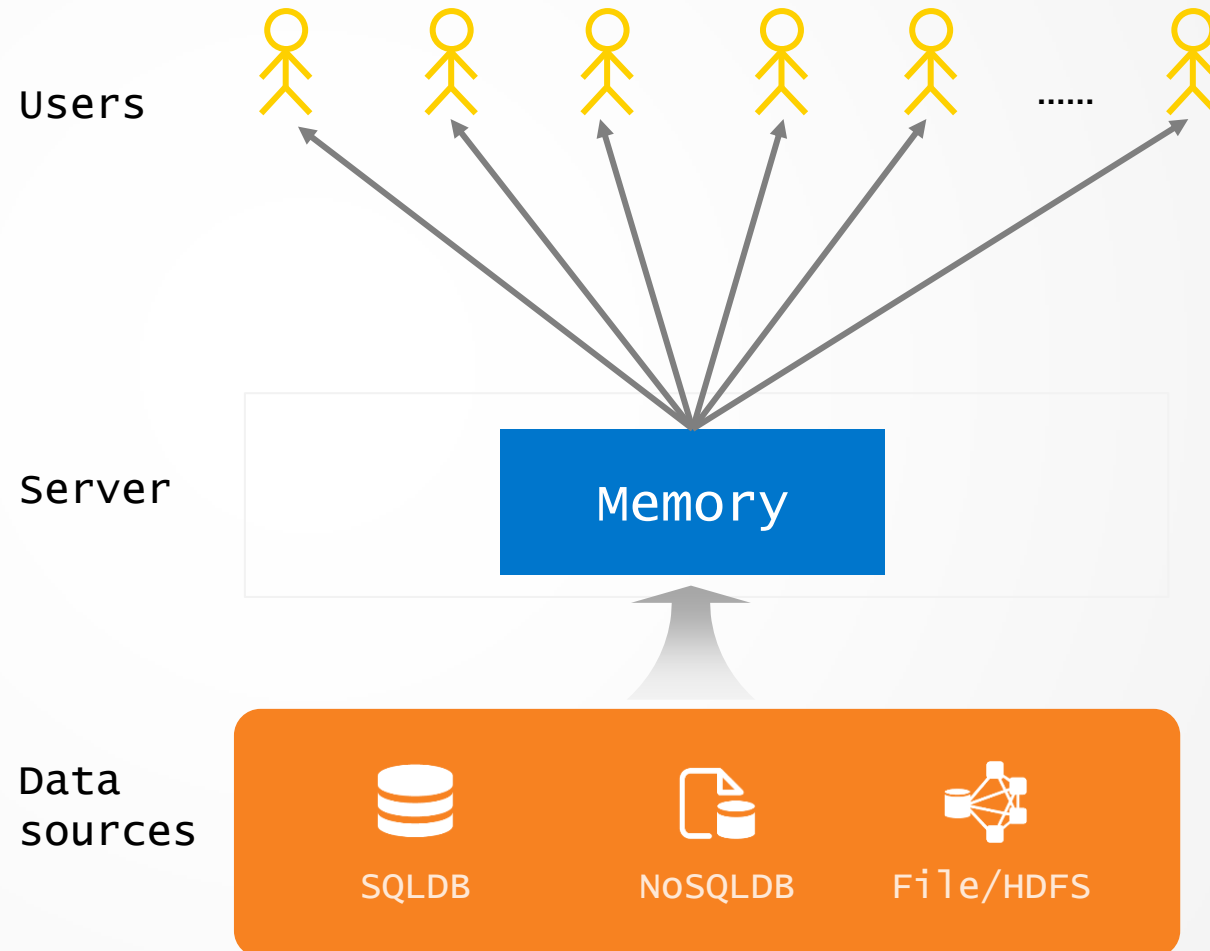 Users
......
Server
Memory
Data
sources
SQLDB
NoSQLDB
File/HDFS